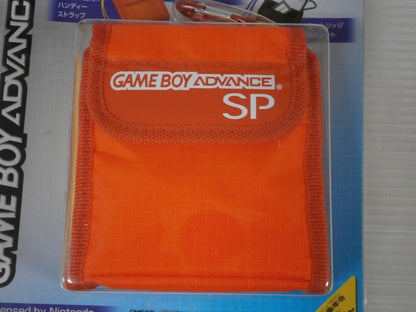 ハンディー
ストラップ
GAME BOY ADVANCE
SP
GAME BOY ADVANCE
ensed by Nintendo